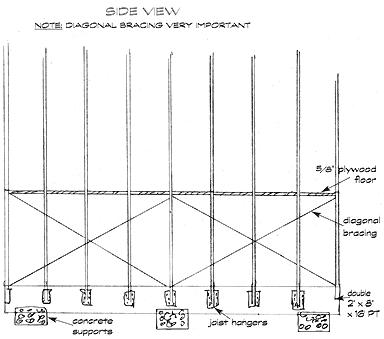 SIDE VIEW
NOTE: DIAGONAL BRACING VERY IMPORTANT
5/8" plywood
floor
diagonal
bracing
double
2' x 8'
x 16 PT
joist hangers
concrete
supports